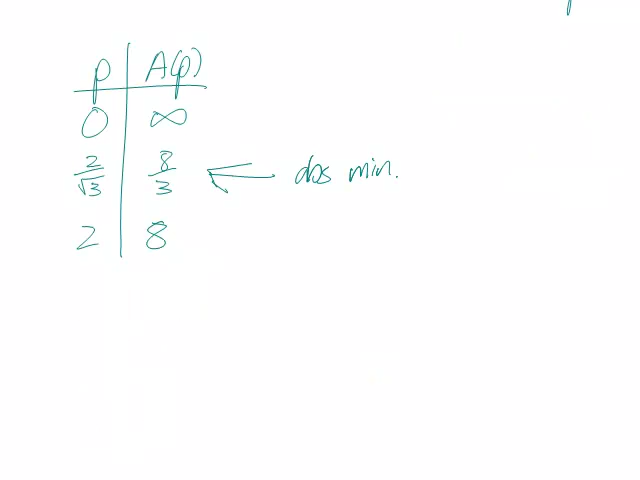 p A(p)
0 ∞
2/√3 8/3 ← abs min.
2 8